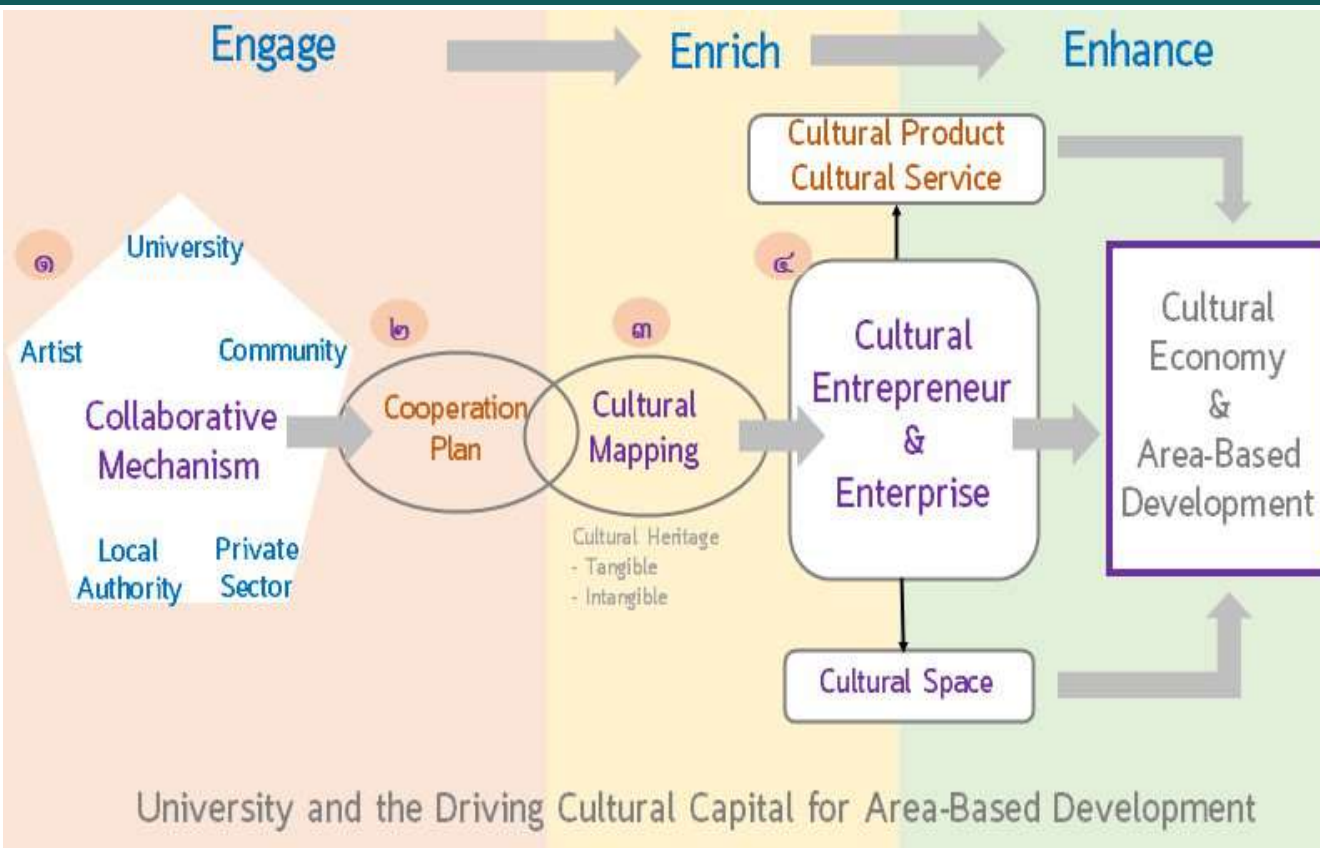 Engage
Enrich
Enhance
Cultural Product
Cultural Service
๑
University
Artist
Community
Collaborative
Mechanism
Local
Authority
Private
Sector
๒
Cooperation
Plan
๓
Cultural
Mapping
Cultural Heritage
- Tangible
- Intangible
๔
Cultural
Entrepreneur
&
Enterprise
Cultural Space
Cultural
Economy
&
Area-Based
Development
University and the Driving Cultural Capital for Area-Based Development